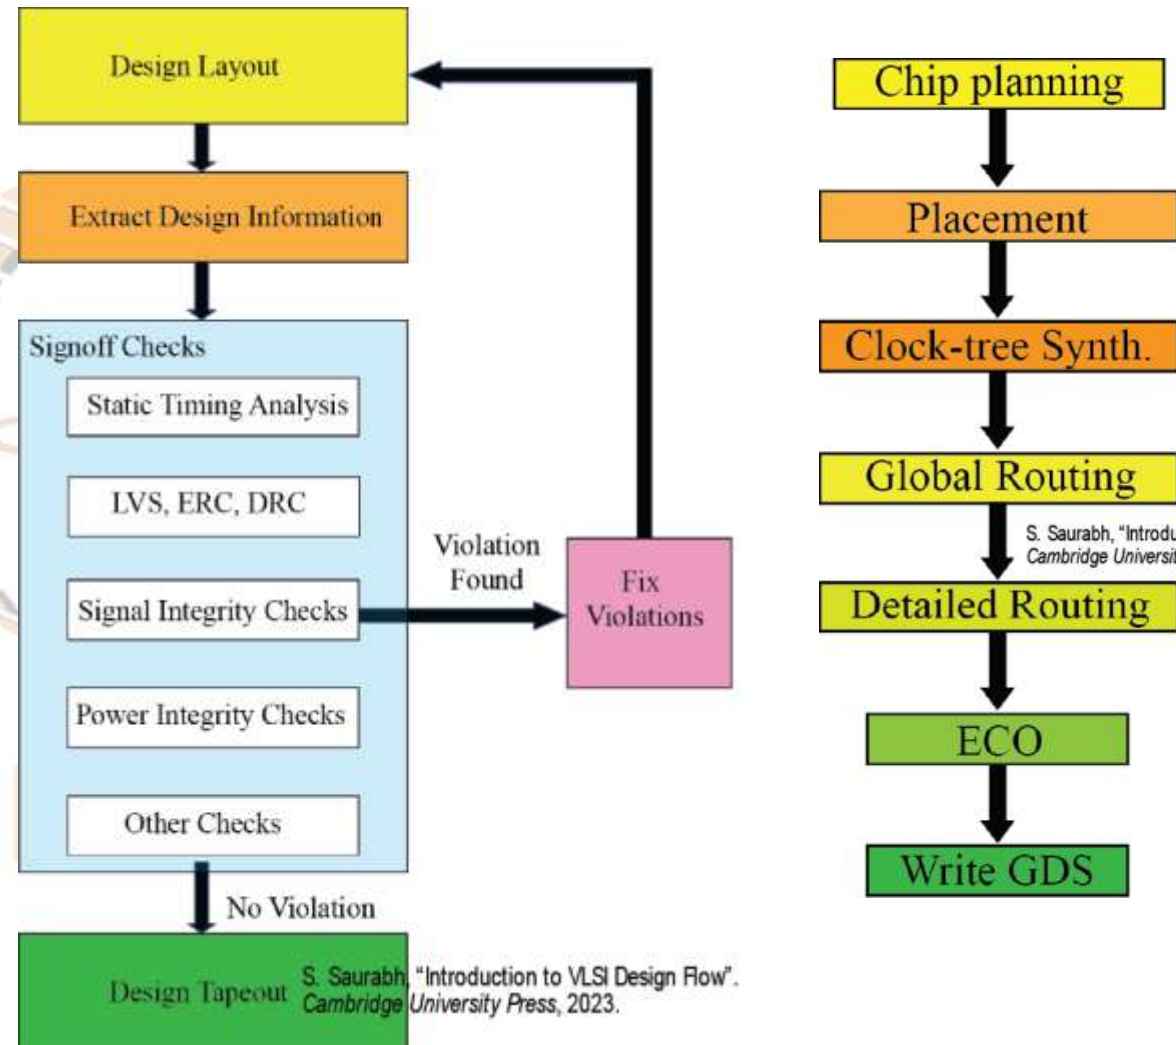 Design Layout
Extract Design Information
Signoff Checks
Static Timing Analysis
LVS, ERC, DRC
Signal Integrity Checks
Power Integrity Checks
Other Checks
Violation
Found
Fix
Violations
No Violation
Design Tapeout
S. Saurabh, "Introduction to VLSI Design Flow".
Cambridge University Press, 2023.
Chip planning
Placement
Clock-tree Synth.
Global Routing
S. Saurabh,
Cambridge
Detailed Routing
ECO
Write GDS